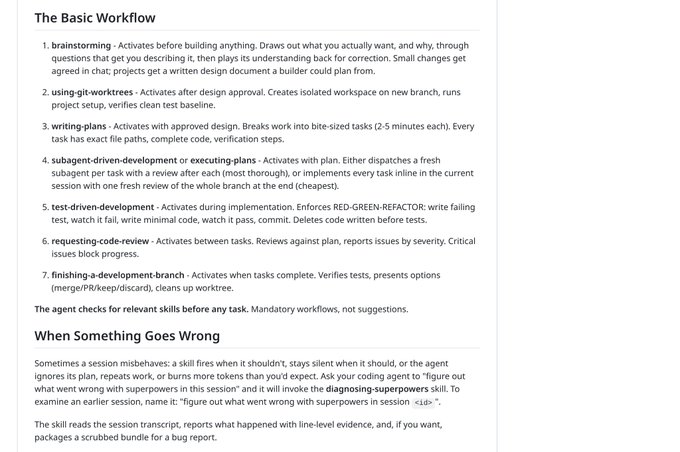 The Basic Workflow
1. brainstorming - Activates before building anything. Draws out what you actually want, and why, through
questions that get you describing it, then plays its understanding back for correction. Small changes get
agreed in chat; projects get a written design document a builder could plan from.
2. using-git-worktrees - Activates after design approval. Creates isolated workspace on new branch, runs
project setup, verifies clean test baseline.
3. writing-plans - Activates with approved design. Breaks work into bite-sized tasks (2-5 minutes each). Every
task has exact file paths, complete code, verification steps.
4. subagent-driven-development or executing-plans - Activates with plan. Either dispatches a fresh
subagent per task with a review after each (most thorough), or implements every task inline in the current
session with one fresh review of the whole branch at the end (cheapest).
5. test-driven-development - Activates during implementation. Enforces RED-GREEN-REFACTOR: write failing
test, watch it fail, write minimal code, watch it pass, commit. Deletes code written before tests.
6. requesting-code-review - Activates between tasks. Reviews against plan, reports issues by severity. Critical
issues block progress.
7. finishing-a-development-branch - Activates when tasks complete. Verifies tests, presents options
(merge/PR/keep/discard), cleans up worktree.
The agent checks for relevant skills before any task. Mandatory workflows, not suggestions.
When Something Goes Wrong
Sometimes a session misbehaves: a skill fires when it shouldn't, stays silent when it should, or the agent
ignores its plan, repeats work, or burns more tokens than you'd expect. Ask your coding agent to "figure out
what went wrong with superpowers in this session" and it will invoke the diagnosing-superpowers skill. To
examine an earlier session, name it: "figure out what went wrong with superpowers in session <id> ".
The skill reads the session transcript, reports what happened with line-level evidence, and, if you want,
packages a scrubbed bundle for a bug report.